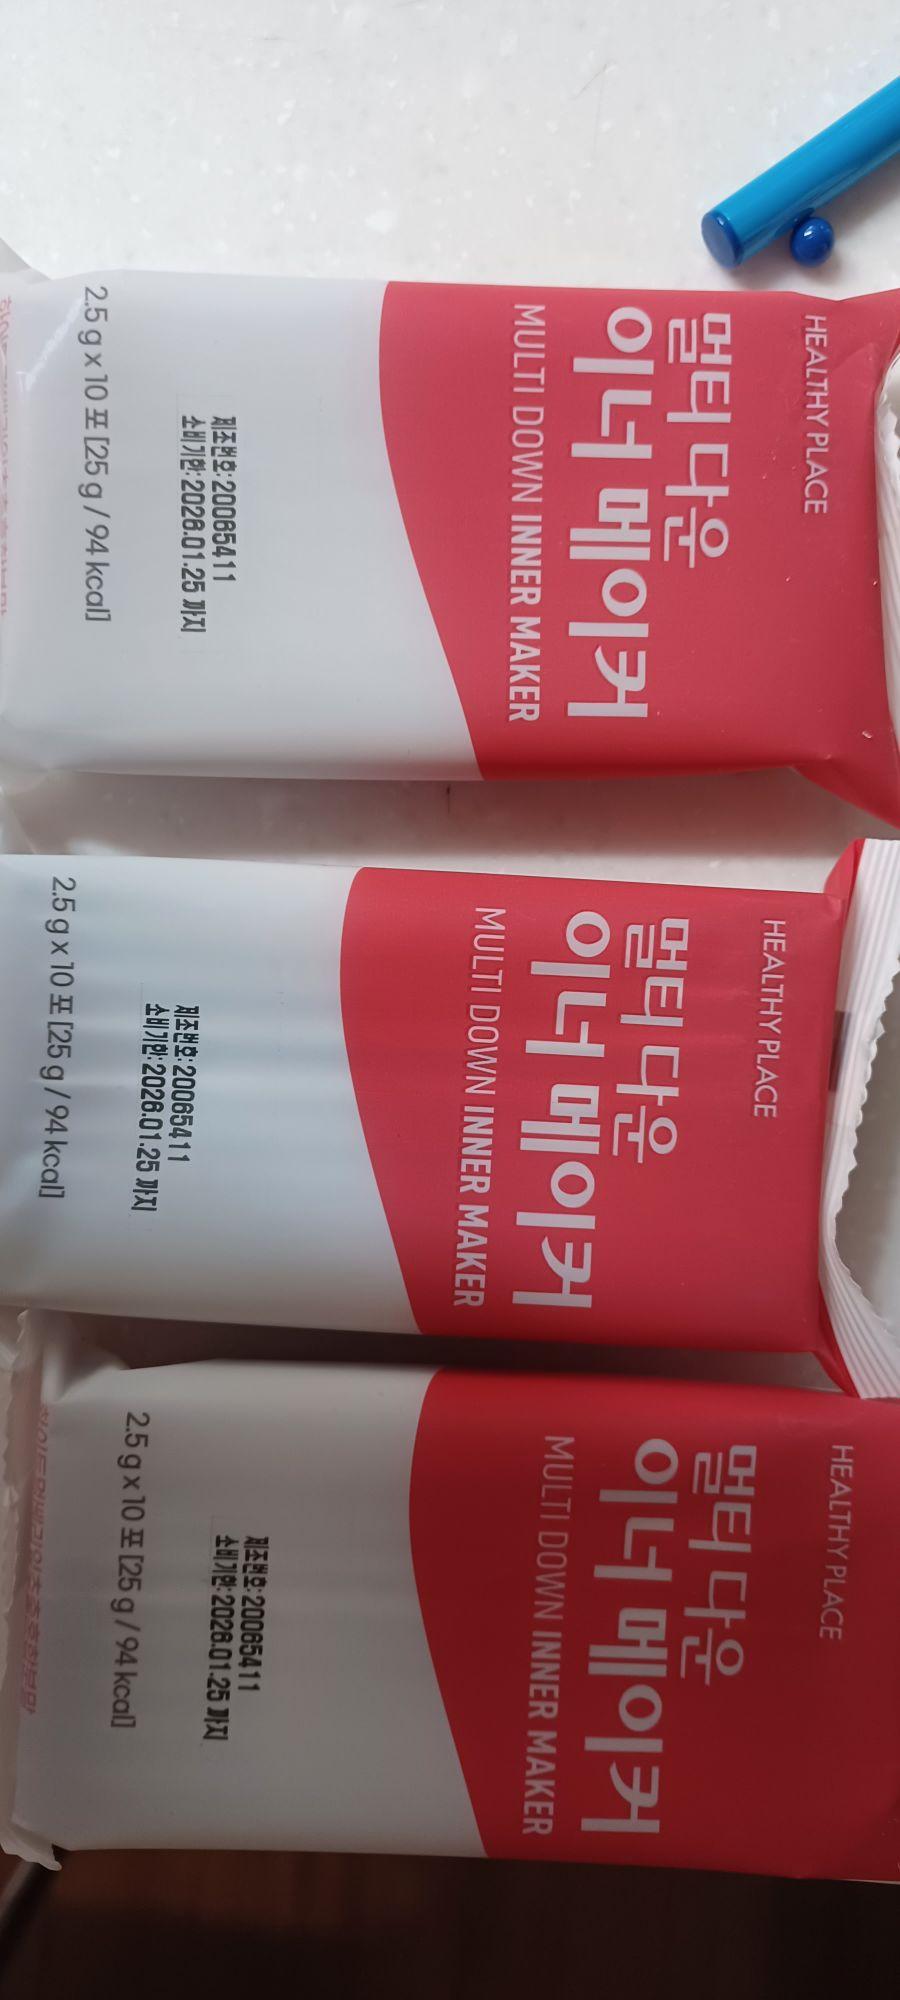 HEALTHY PLACE
멀티 다운
이너 메이커
MULTI DOWN INNER MAKER
제조번호:20065411
소비기한:2026.01.25 까지
2.5 g x 10 포 [25 g / 94 kcal]
HEALTHY PLACE
멀티 다운
이너 메이커
MULTI DOWN INNER MAKER
제조번호:20065411
소비기한:2026.01.25 까지
2.5 g x 10 포 [25 g / 94 kcal]
HEALTHY PLACE
멀티 다운
이너 메이커
MULTI DOWN INNER MAKER
제조번호:20065411
소비기한:2026.01.25 까지
2.5 g x 10 포 [25 g / 94 kcal]